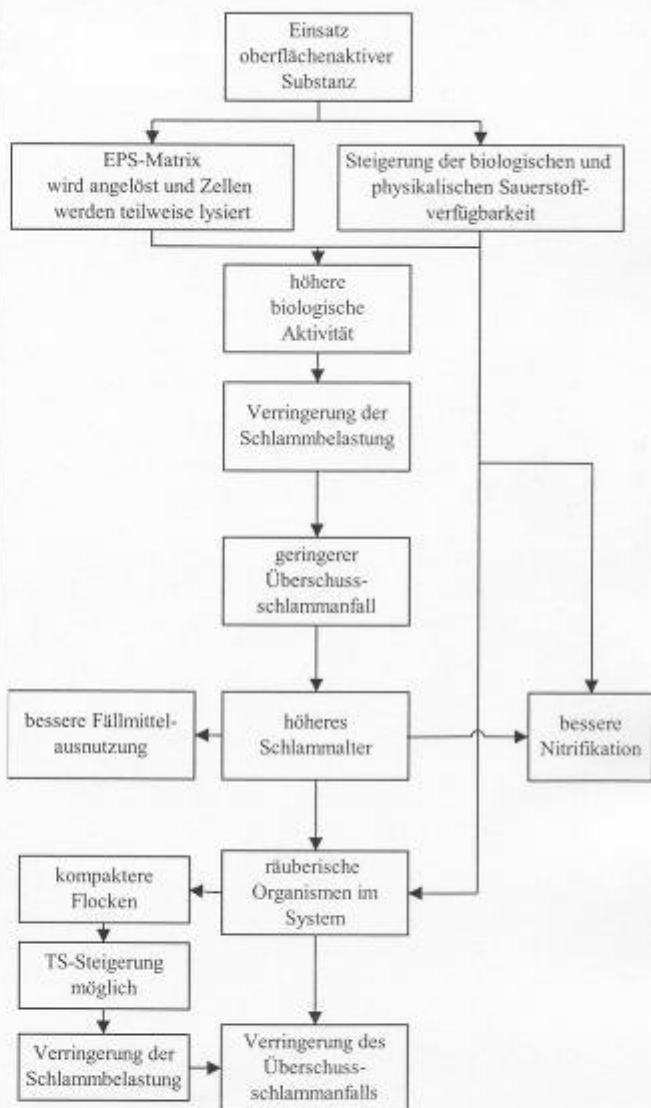 Einsatz
oberflächenaktiver
Substanz
EPS-Matrix
wird angelöst und Zellen
werden teilweise lysiert
Steigerung der biologischen und
physikalischen Sauerstoff-
verfügbarkeit
höhere
biologische
Aktivität
Verringerung der
Schlammbelastung
geringerer
Überschuss-
schlammanfall
bessere Fällmittel-
ausnutzung
höheres
Schlammalter
bessere
Nitrifikation
kompaktere
Flocken
räuberische
Organismen im
System
TS-Steigerung
möglich
Verringerung der
Schlammbelastung
Verringerung des
Überschuss-
schlammanfalls